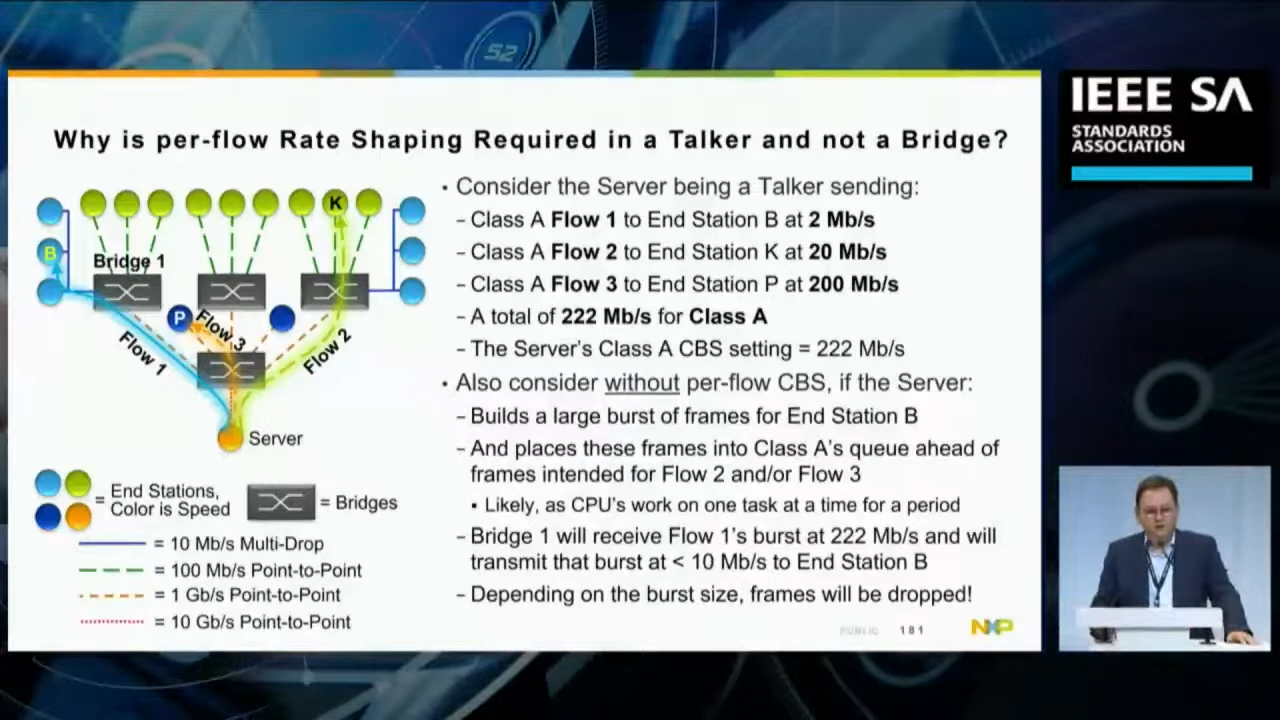 52
IEEE SA
STANDARDS
ASSOCIATION
Why is per-flow Rate Shaping Required in a Talker and not a Bridge?
K
B
Bridge 1
P
Flow 3
Flow 1
Flow 2
Server
= End Stations,
Color is Speed
= Bridges
= 10 Mb/s Multi-Drop
= 100 Mb/s Point-to-Point
= 1 Gb/s Point-to-Point
= 10 Gb/s Point-to-Point
• Consider the Server being a Talker sending:
– Class A Flow 1 to End Station B at 2 Mb/s
– Class A Flow 2 to End Station K at 20 Mb/s
– Class A Flow 3 to End Station P at 200 Mb/s
– A total of 222 Mb/s for Class A
– The Server's Class A CBS setting = 222 Mb/s
• Also consider without per-flow CBS, if the Server:
– Builds a large burst of frames for End Station B
– And places these frames into Class A's queue ahead of
frames intended for Flow 2 and/or Flow 3
▪ Likely, as CPU's work on one task at a time for a period
– Bridge 1 will receive Flow 1's burst at 222 Mb/s and will
transmit that burst at < 10 Mb/s to End Station B
– Depending on the burst size, frames will be dropped!
PUBLIC 181
NXP